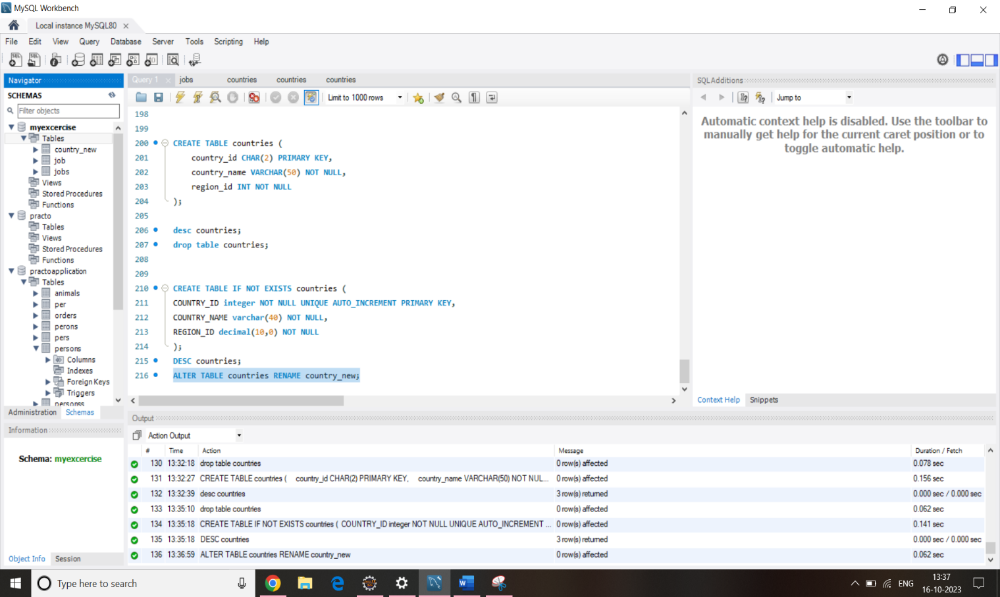 MySQL Workbench
Local instance MySQL80
File Edit View Query Database Server Tools Scripting Help
Navigator
SCHEMAS
Filter objects
myexcercise
Tables
country_new
job
jobs
Views
Stored Procedures
Functions
practo
Tables
Views
Stored Procedures
Functions
practoapplication
Tables
animals
per
orders
perons
pers
persons
Columns
Indexes
Foreign Keys
Triggers
personss
Administration Schemas
Information
Schema: myexcercise
Object Info Session
Query 1 jobs countries countries countries
Limit to 1000 rows
198
199
200 CREATE TABLE countries (
201 country_id CHAR(2) PRIMARY KEY,
202 country_name VARCHAR(50) NOT NULL,
203 region_id INT NOT NULL
204 );
205
206 desc countries;
207 drop table countries;
208
209
210 CREATE TABLE IF NOT EXISTS countries (
211 COUNTRY_ID integer NOT NULL UNIQUE AUTO_INCREMENT PRIMARY KEY,
212 COUNTRY_NAME varchar(40) NOT NULL,
213 REGION_ID decimal(10,0) NOT NULL
214 );
215 DESC countries;
216 ALTER TABLE countries RENAME country_new;
SQLAdditions
Jump to
Automatic context help is disabled. Use the toolbar to
manually get help for the current caret position or to
toggle automatic help.
Context Help Snippets
Output
Action Output
# Time Action Message Duration / Fetch
130 13:32:18 drop table countries 0 row(s) affected 0.078 sec
131 13:32:27 CREATE TABLE countries ( country_id CHAR(2) PRIMARY KEY, country_name VARCHAR(50) NOT NUL... 0 row(s) affected 0.156 sec
132 13:32:39 desc countries 3 row(s) returned 0.000 sec / 0.000 sec
133 13:35:10 drop table countries 0 row(s) affected 0.062 sec
134 13:35:18 CREATE TABLE IF NOT EXISTS countries ( COUNTRY_ID integer NOT NULL UNIQUE AUTO_INCREMENT ... 0 row(s) affected 0.141 sec
135 13:35:18 DESC countries 3 row(s) returned 0.000 sec / 0.000 sec
136 13:36:59 ALTER TABLE countries RENAME country_new 0 row(s) affected 0.062 sec
Type here to search
ENG
13:37
16-10-2023